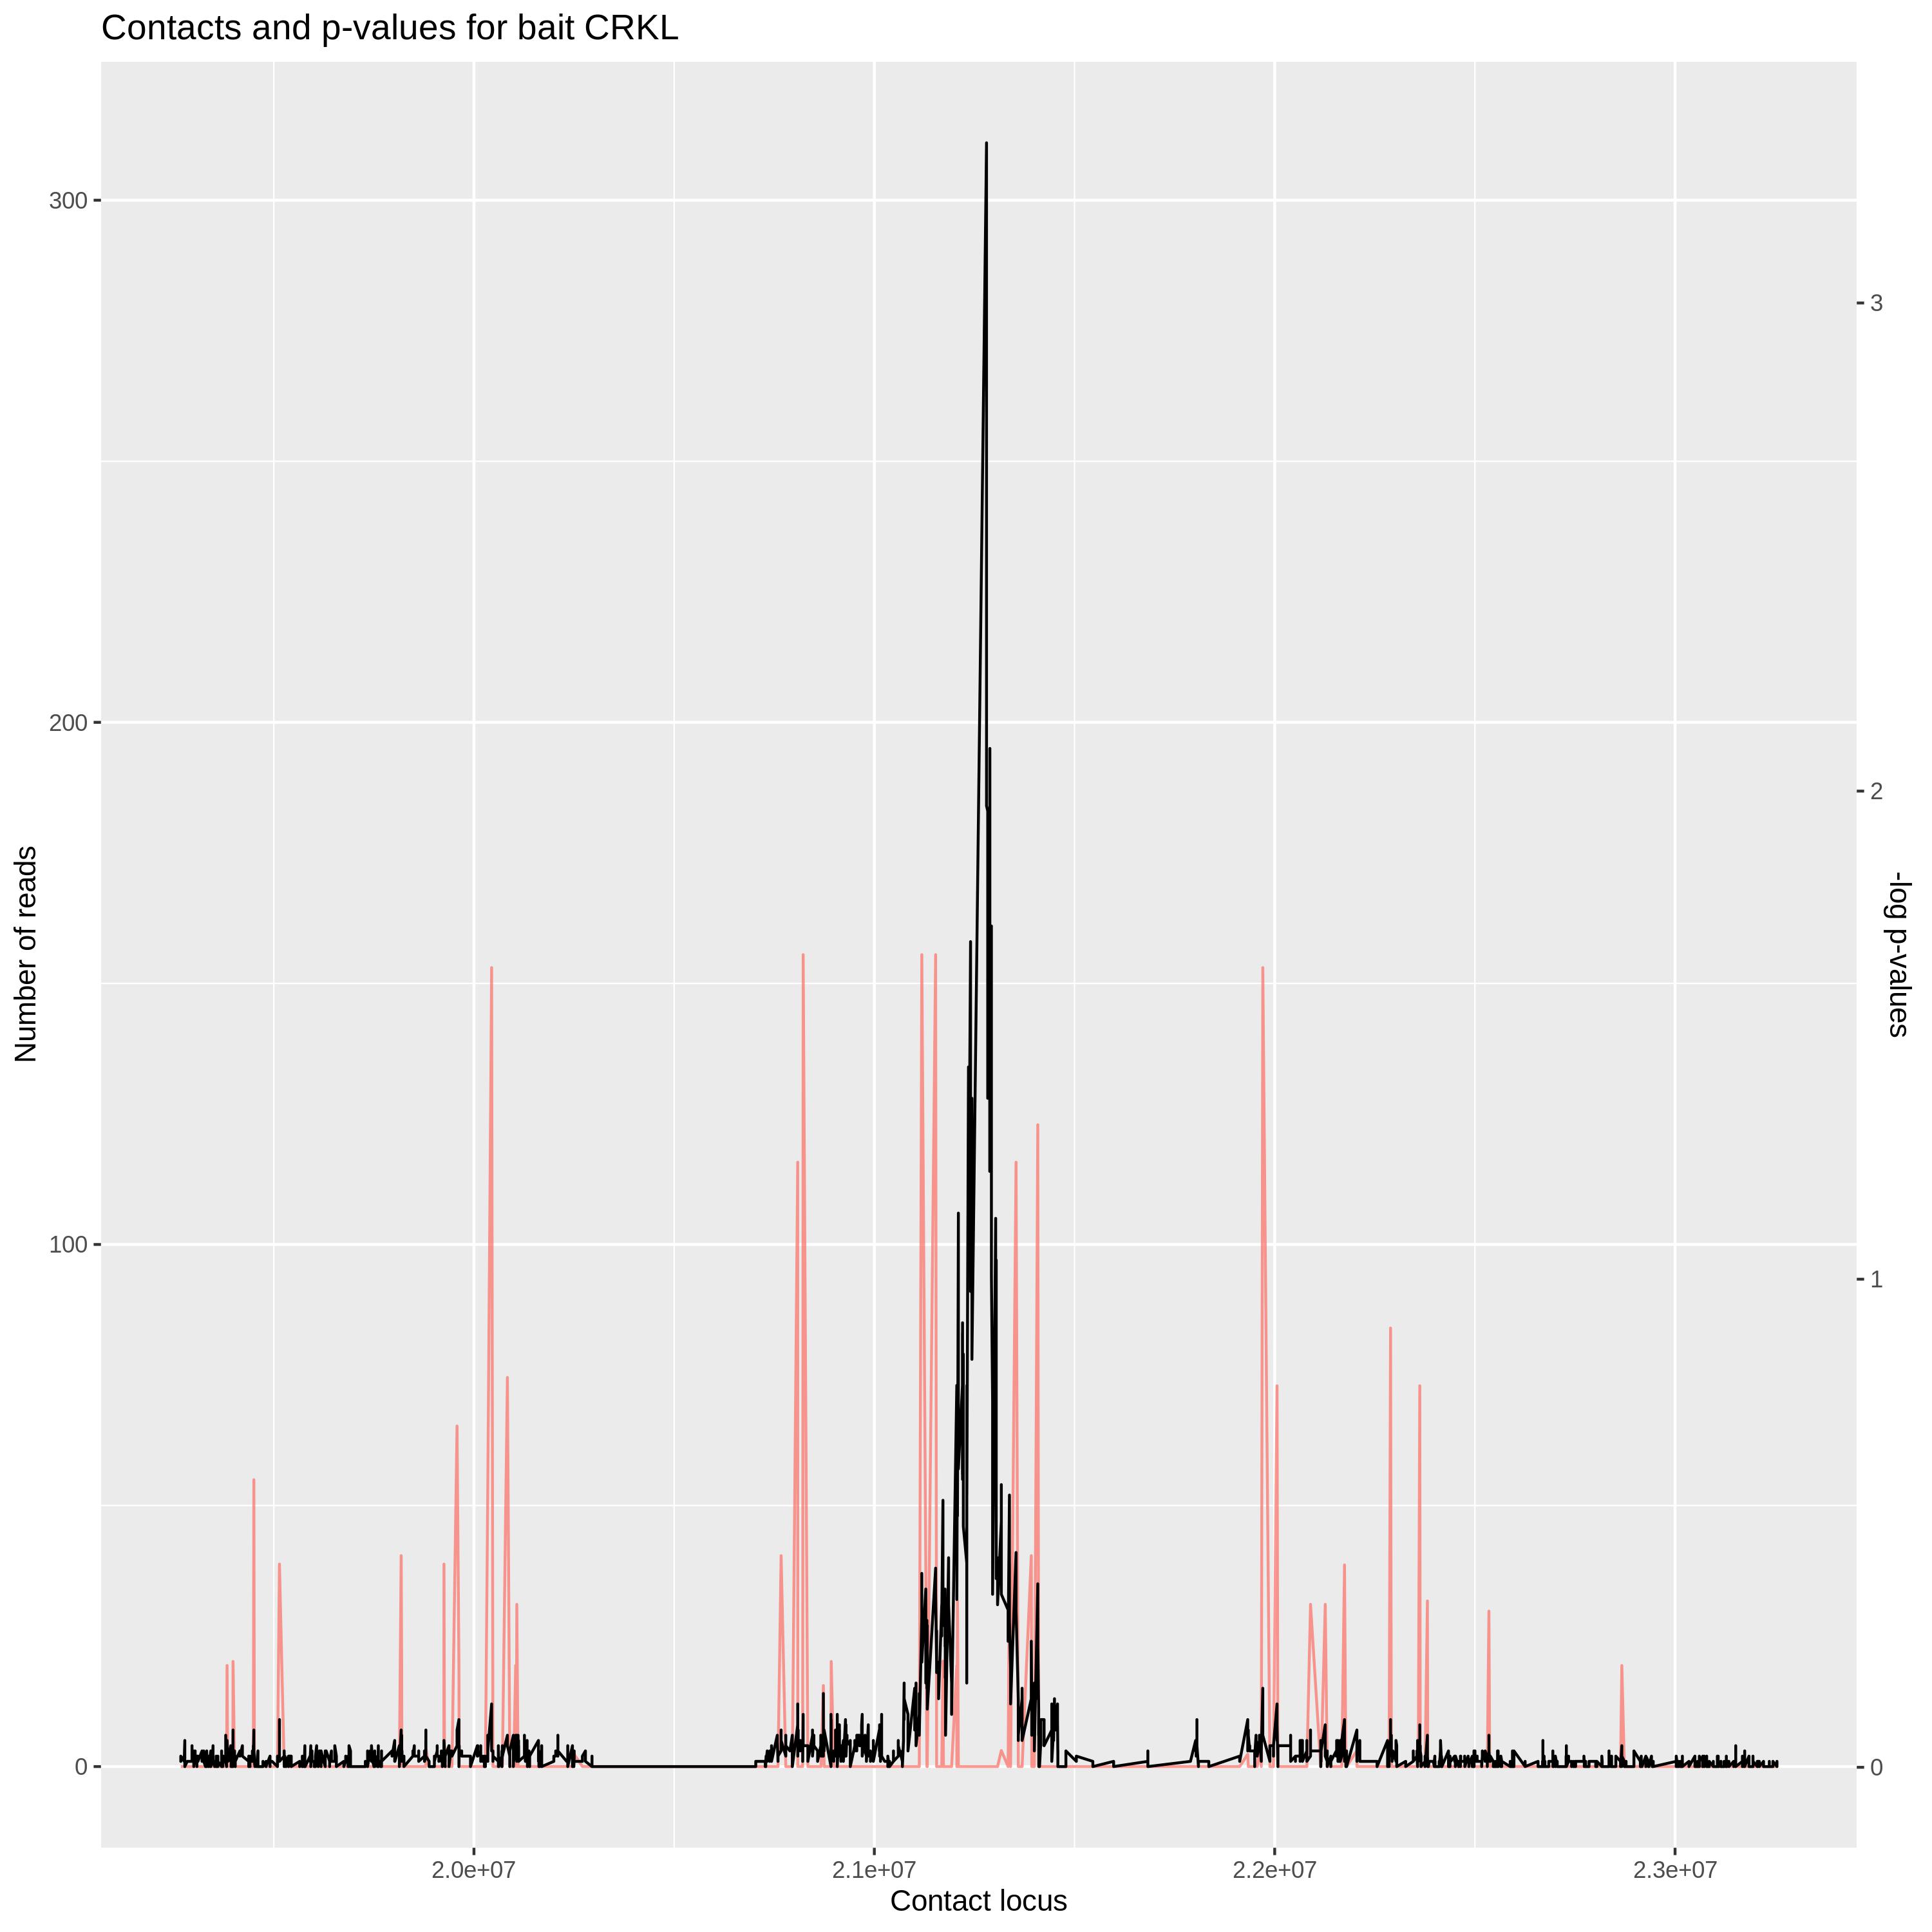 Contacts and p-values for bait CRKL
300
200
100
0
Number of reads
3
2
1
0
-log p-values
2.0e+07
2.1e+07
2.2e+07
2.3e+07
Contact locus